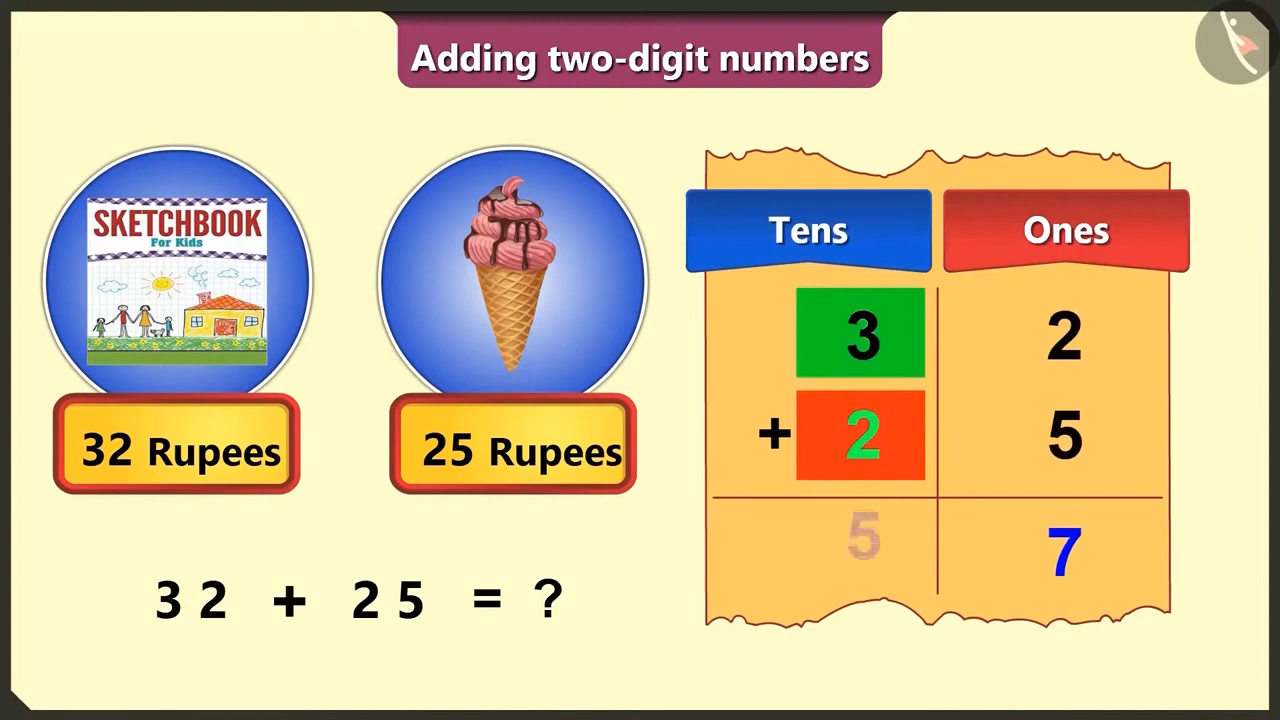 Adding two-digit numbers
SKETCHBOOK
For Kids
32 Rupees
25 Rupees
3 2 + 2 5 = ?
Tens Ones
3 2
+ 2 5
5 7